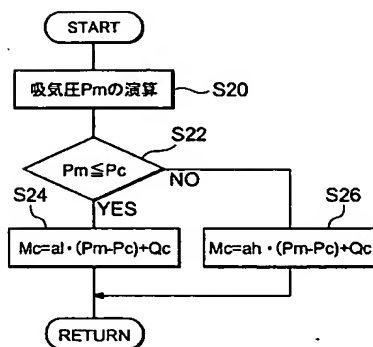 START
吸気圧Pmの演算
S20
S22
Pm≦Pc
NO
S24
YES
S26
Mc=al・(Pm-Pc)+Qc
Mc=ah・(Pm-Pc)+Qc
RETURN